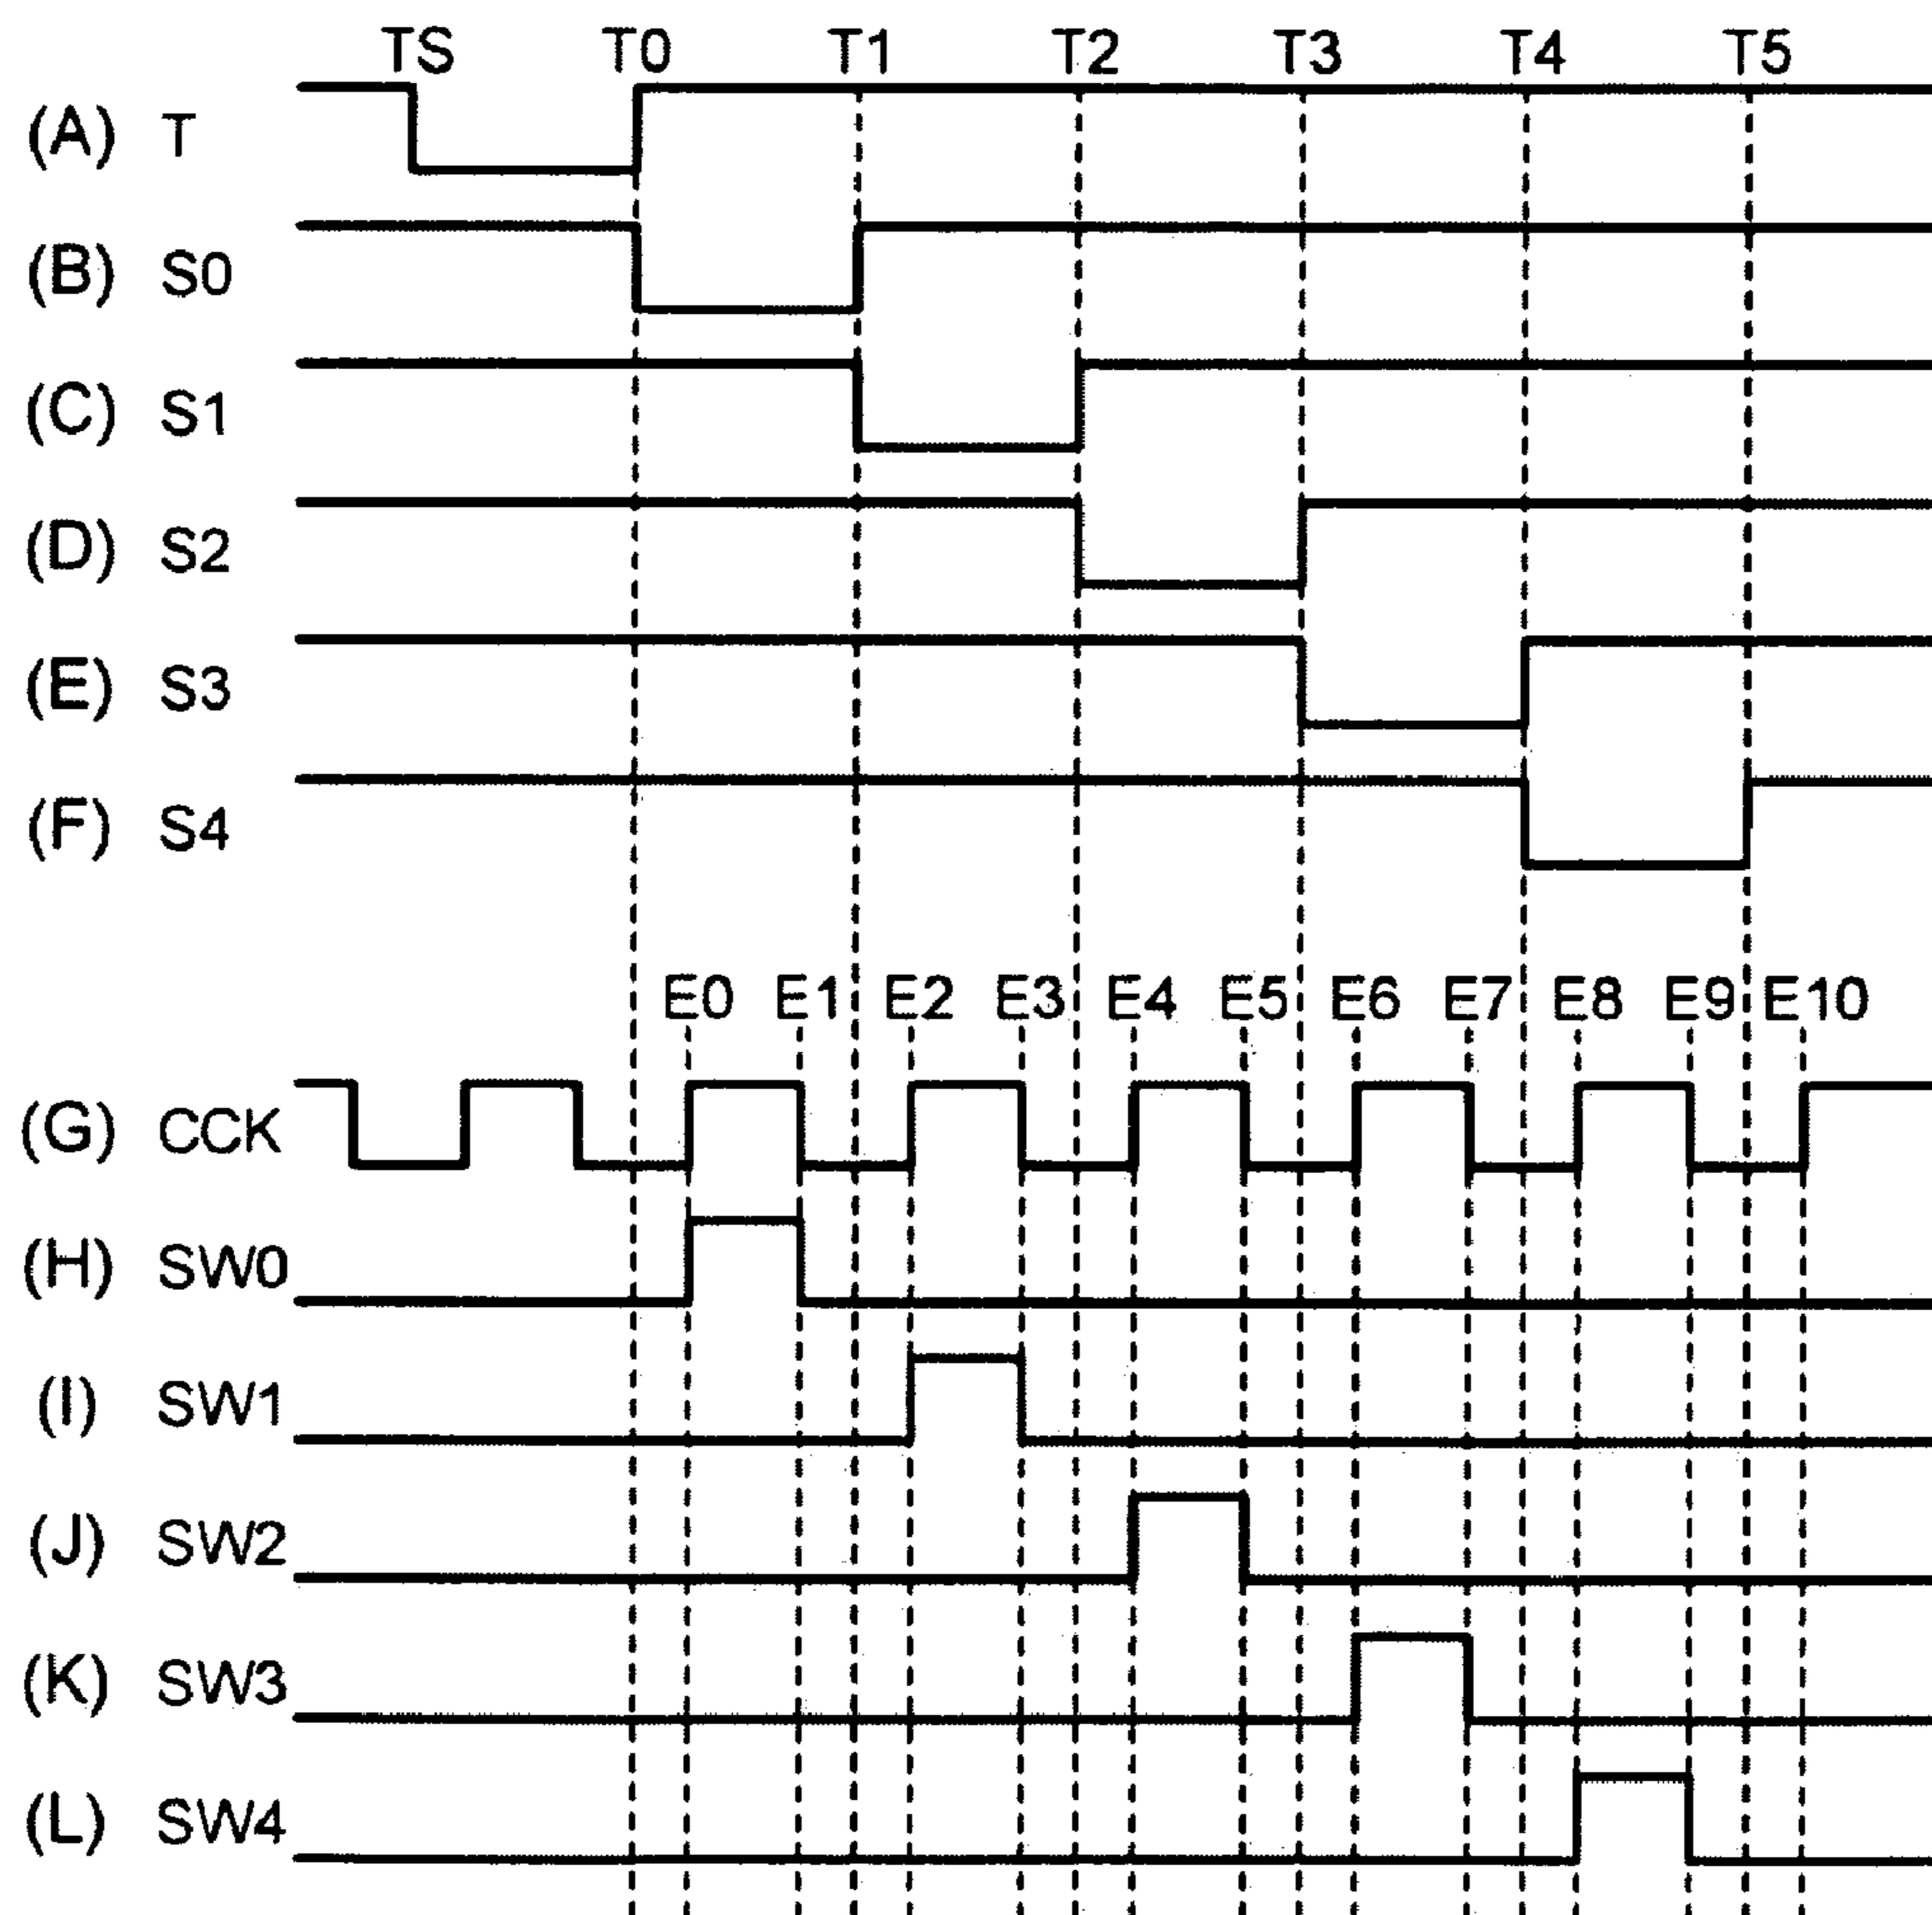 TS T0 T1 T2 T3 T4 T5
(A) T
(B) S0
(C) S1
(D) S2
(E) S3
(F) S4
E0 E1 E2 E3 E4 E5 E6 E7 E8 E9 E10
(G) CCK
(H) SW0
(I) SW1
(J) SW2
(K) SW3
(L) SW4